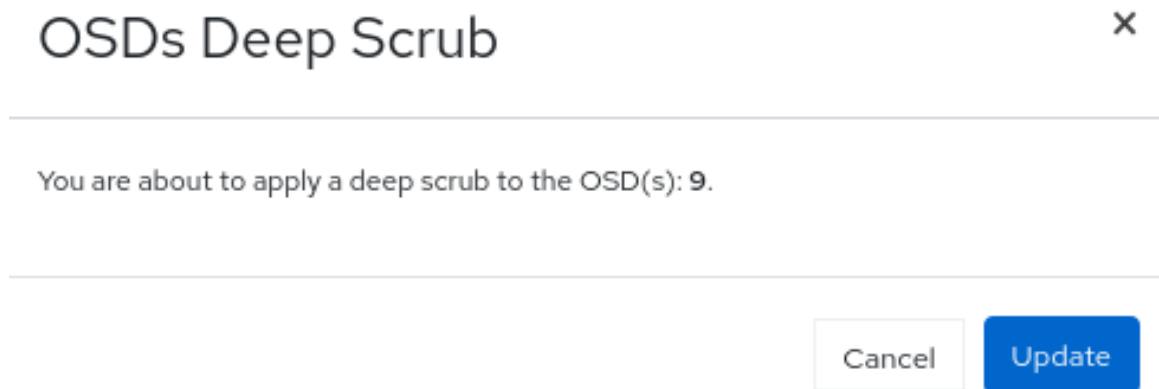 OSDs Deep Scrub
You are about to apply a deep scrub to the OSD(s): 9.
Cancel
Update